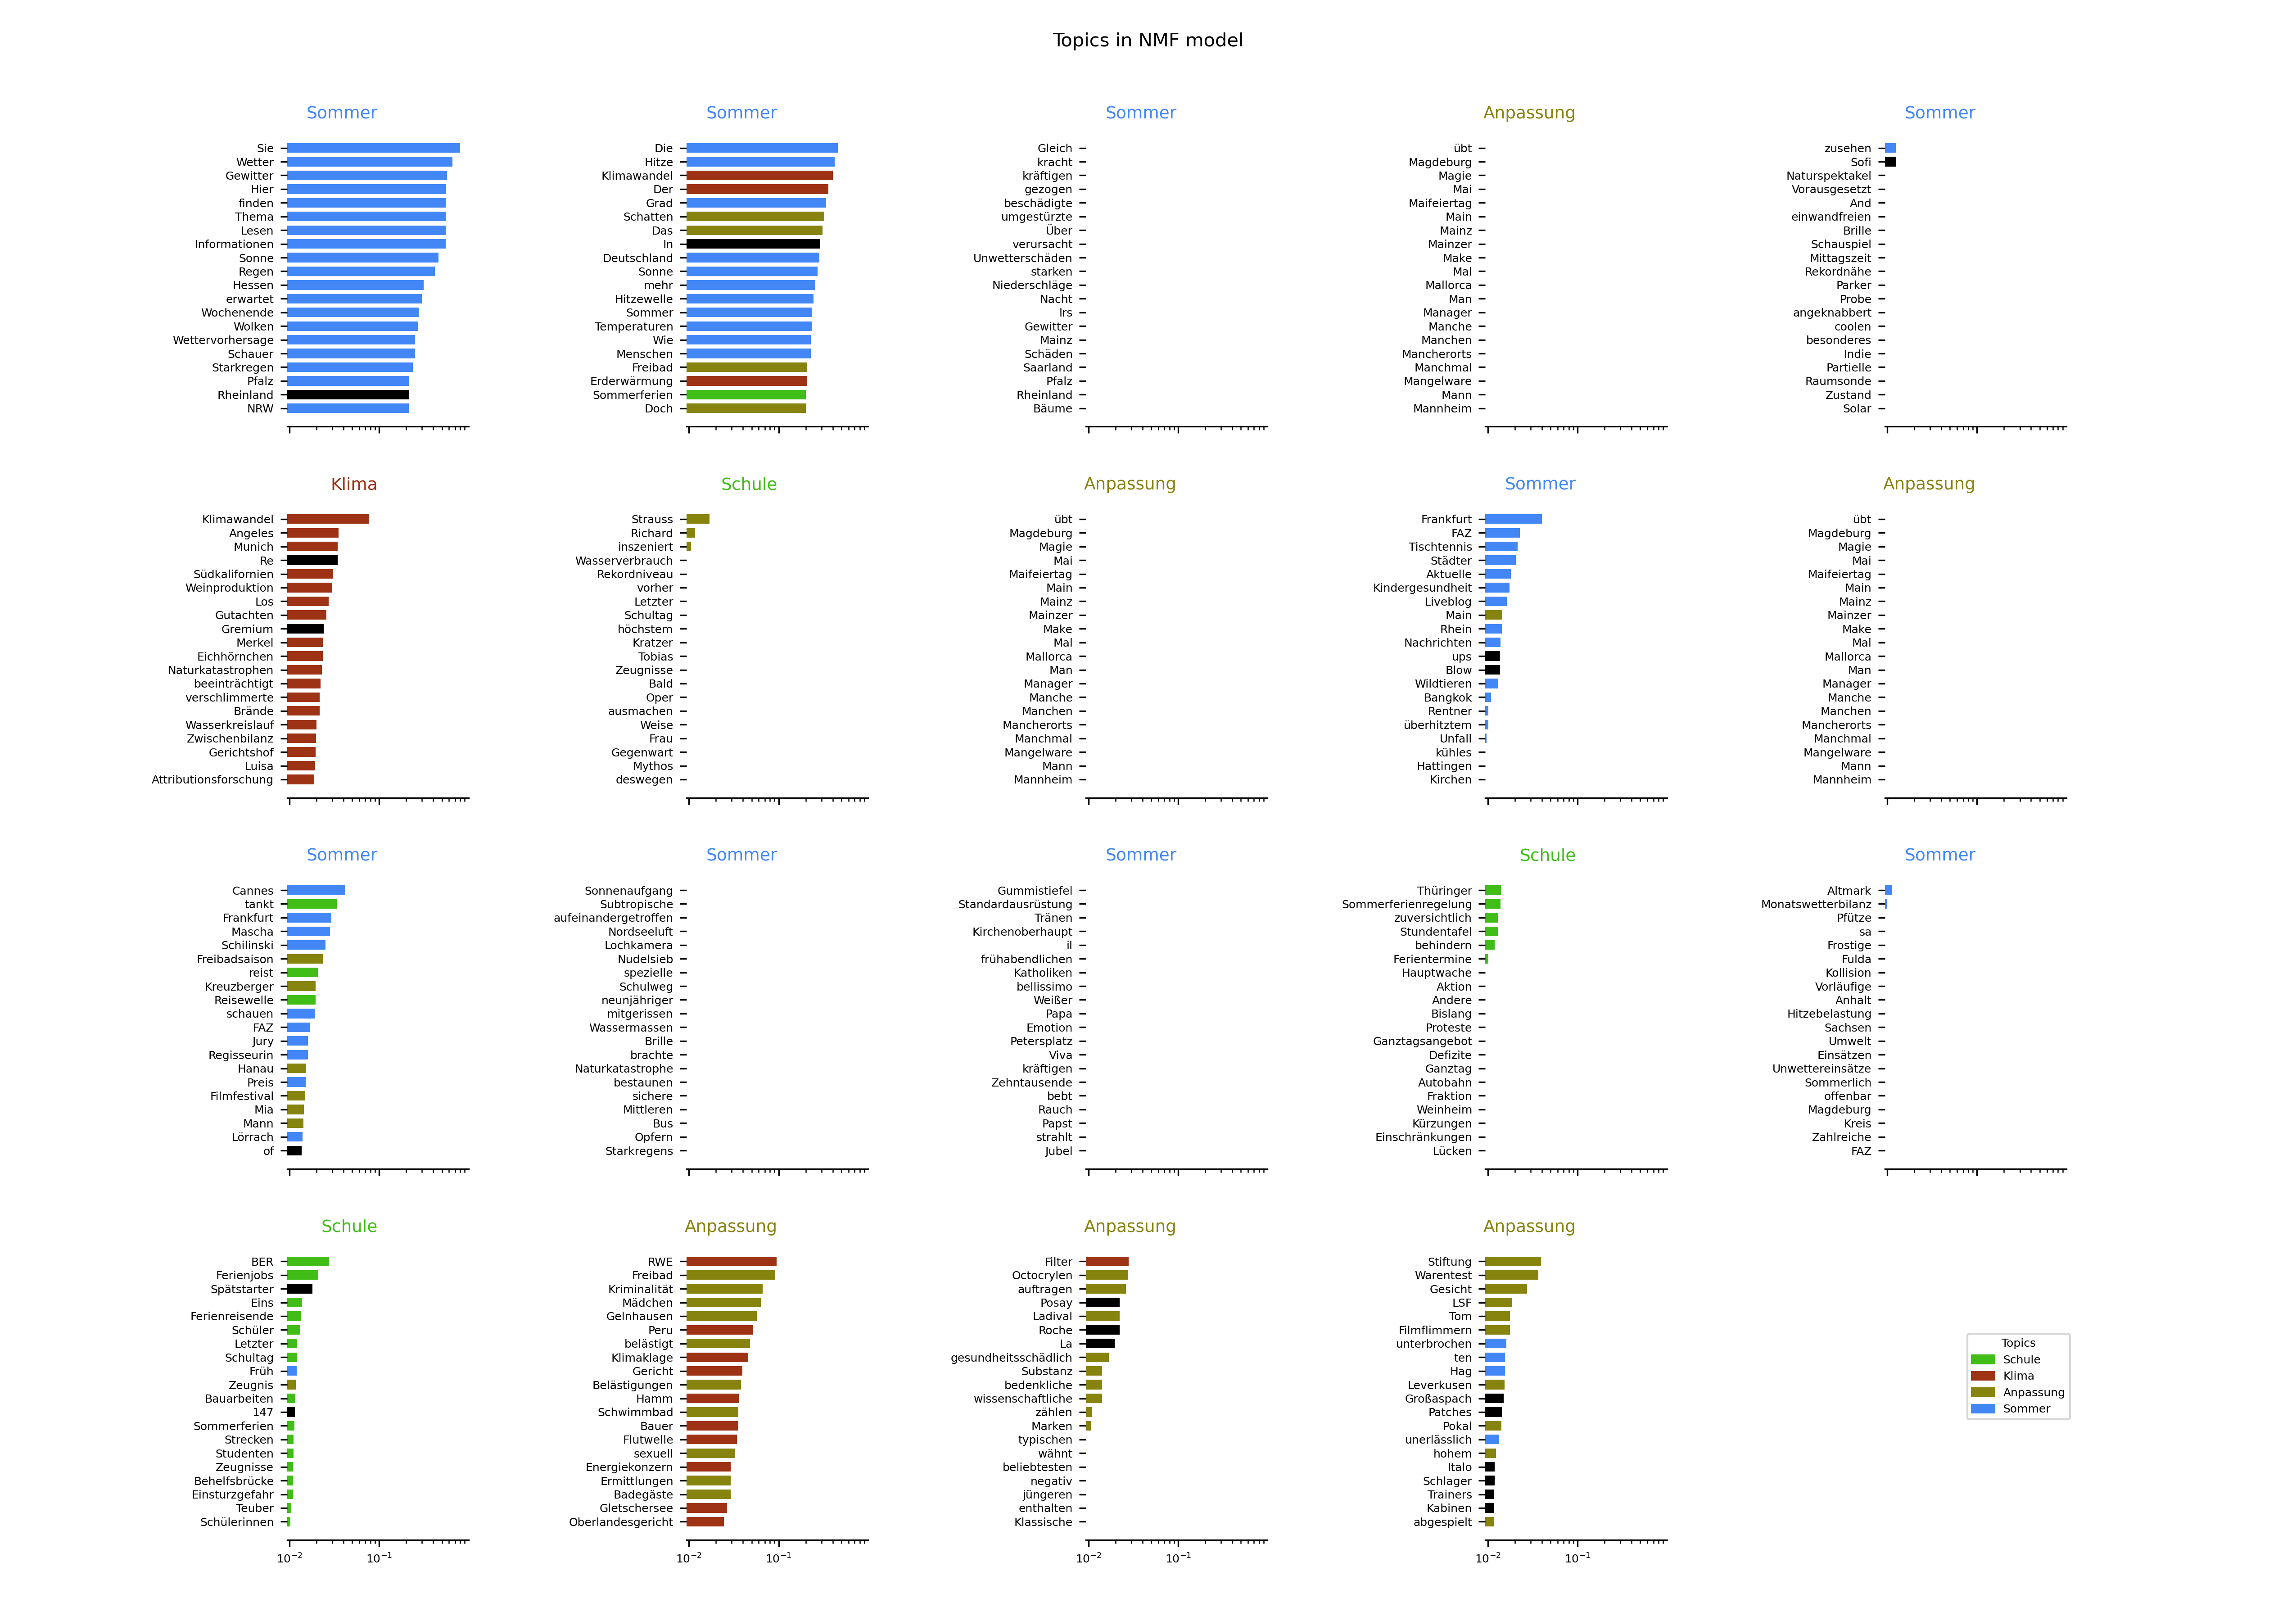 Topics in NMF model
Sommer
Sie
Wetter
Gewitter
Hier
finden
Thema
Lesen
Informationen
Sonne
Regen
Hessen
erwartet
Wochenende
Wolken
Wettervorhersage
Schauer
Starkregen
Pfalz
Rheinland
NRW
Sommer
Die
Hitze
Klimawandel
Der
Grad
Schatten
Das
In
Deutschland
Sonne
mehr
Hitzewelle
Sommer
Temperaturen
Wie
Menschen
Freibad
Erderwärmung
Sommerferien
Doch
Sommer
Gleich
kracht
kräftigen
gezogen
beschädigte
umgestürzte
Über
verursacht
Unwetterschäden
starken
Niederschläge
Nacht
Irs
Gewitter
Mainz
Schäden
Saarland
Pfalz
Rheinland
Bäume
Anpassung
übt
Magdeburg
Magie
Mai
Maifeiertag
Main
Mainz
Mainzer
Make
Mal
Mallorca
Man
Manager
Manche
Manchen
Mancherorts
Manchmal
Mangelware
Mann
Mannheim
Sommer
zusehen
Sofi
Naturspektakel
Vorausgesetzt
And
einwandfreien
Brille
Schauspiel
Mittagszeit
Rekordnähe
Parker
Probe
angeknabbert
coolen
besonderes
Indie
Partielle
Raumsonde
Zustand
Solar
Klima
Klimawandel
Angeles
Munich
Re
Südkalifornien
Weinproduktion
Los
Gutachten
Gremium
Merkel
Eichhörnchen
Naturkatastrophen
beeinträchtigt
verschlimmerte
Brände
Wasserkreislauf
Zwischenbilanz
Gerichtshof
Luisa
Attributionsforschung
Schule
Strauss
Richard
inszeniert
Wasserverbrauch
Rekordniveau
vorher
Letzter
Schultag
höchstem
Kratzer
Tobias
Zeugnisse
Bald
Oper
ausmachen
Weise
Frau
Gegenwart
Mythos
deswegen
Anpassung
übt
Magdeburg
Magie
Mai
Maifeiertag
Main
Mainz
Mainzer
Make
Mal
Mallorca
Man
Manager
Manche
Manchen
Mancherorts
Manchmal
Mangelware
Mann
Mannheim
Sommer
Frankfurt
FAZ
Tischtennis
Städter
Aktuelle
Kindergesundheit
Liveblog
Main
Rhein
Nachrichten
ups
Blow
Wildtieren
Bangkok
Rentner
überhitztem
Unfall
kühles
Hattingen
Kirchen
Anpassung
übt
Magdeburg
Magie
Mai
Maifeiertag
Main
Mainz
Mainzer
Make
Mal
Mallorca
Man
Manager
Manche
Manchen
Mancherorts
Manchmal
Mangelware
Mann
Mannheim
Sommer
Cannes
tankt
Frankfurt
Mascha
Schilinski
Freibadsaison
reist
Kreuzberger
Reisewelle
schauen
FAZ
Jury
Regisseurin
Hanau
Preis
Filmfestival
Mia
Mann
Lörrach
of
Sommer
Sonnenaufgang
Subtropische
aufeinandergetroffen
Nordseeluft
Lochkamera
Nudelsieb
spezielle
Schulweg
neunjähriger
mitgerissen
Wassermassen
Brille
brachte
Naturkatastrophe
bestaunen
sichere
Mittleren
Bus
Opfern
Starkregens
Sommer
Gummistiefel
Standardausrüstung
Tränen
Kirchenoberhaupt
il
frühabendlichen
Katholiken
bellissimo
Weißer
Papa
Emotion
Petersplatz
Viva
kräftigen
Zehntausende
bebt
Rauch
Papst
strahlt
Jubel
Schule
Thüringer
Sommerferienregelung
zuversichtlich
Stundentafel
behindern
Ferientermine
Hauptwache
Aktion
Andere
Bislang
Proteste
Ganztagsangebot
Defizite
Ganztag
Autobahn
Fraktion
Weinheim
Kürzungen
Einschränkungen
Lücken
Sommer
Altmark
Monatswetterbilanz
Pfütze
sa
Frostige
Fulda
Kollision
Vorläufige
Anhalt
Hitzebelastung
Sachsen
Umwelt
Einsätzen
Unwettereinsätze
Sommerlich
offenbar
Magdeburg
Kreis
Zahlreiche
FAZ
Schule
BER
Ferienjobs
Spätstarter
Eins
Ferienreisende
Schüler
Letzter
Schultag
Früh
Zeugnis
Bauarbeiten
147
Sommerferien
Strecken
Studenten
Zeugnisse
Behelfsbrücke
Einsturzgefahr
Teuber
Schülerinnen
10⁻² 10⁻¹
Anpassung
RWE
Freibad
Kriminalität
Mädchen
Gelnhausen
Peru
belästigt
Klimaklage
Gericht
Belästigungen
Hamm
Schwimmbad
Bauer
Flutwelle
sexuell
Energiekonzern
Ermittlungen
Badegäste
Gletschersee
Oberlandesgericht
10⁻² 10⁻¹
Anpassung
Filter
Octocrylen
auftragen
Posay
Ladival
Roche
La
gesundheitsschädlich
Substanz
bedenkliche
wissenschaftliche
zählen
Marken
typischen
wähnt
beliebtesten
negativ
jüngeren
enthalten
Klassische
10⁻² 10⁻¹
Anpassung
Stiftung
Warentest
Gesicht
LSF
Tom
Filmflimmern
unterbrochen
ten
Hag
Leverkusen
Großaspach
Patches
Pokal
unerlässlich
hohem
Italo
Schlager
Trainers
Kabinen
abgespielt
10⁻² 10⁻¹
Topics
Schule
Klima
Anpassung
Sommer